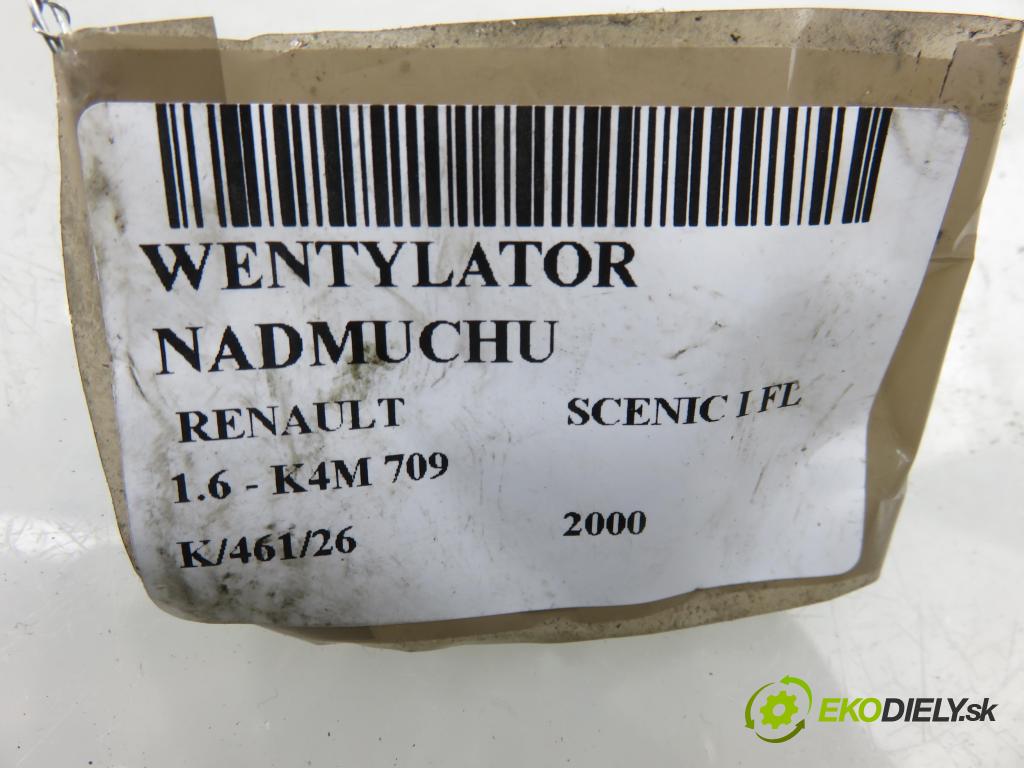 WENTYLATOR
NADMUCHU
RENAULT SCENIC I FL
1.6 - K4M 709
K/461/26 2000
EKODIELY.sk